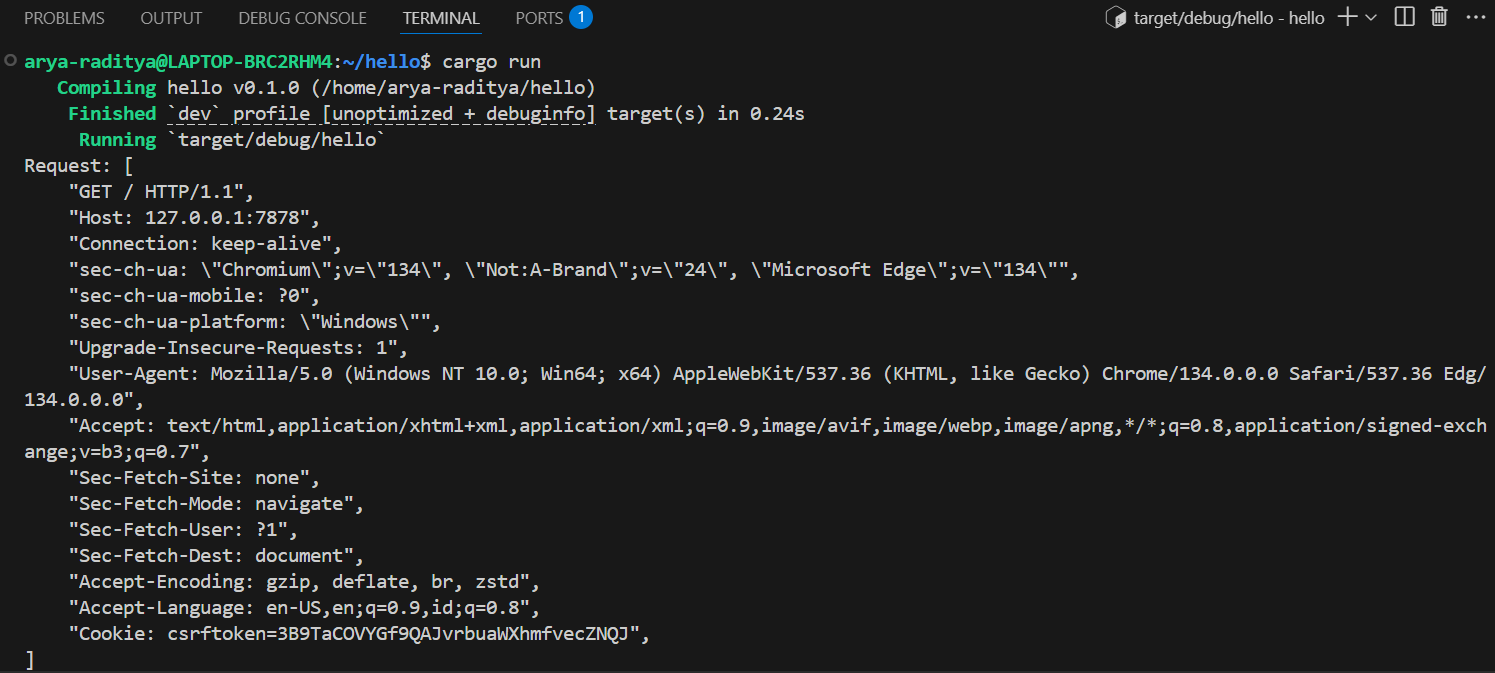 PROBLEMS OUTPUT DEBUG CONSOLE TERMINAL PORTS 1 target/debug/hello - hello
arya-raditya@LAPTOP-BRC2RHM4:~/hello$ cargo run
   Compiling hello v0.1.0 (/home/arya-raditya/hello)
    Finished `dev` profile [unoptimized + debuginfo] target(s) in 0.24s
     Running `target/debug/hello`
Request: [
    "GET / HTTP/1.1",
    "Host: 127.0.0.1:7878",
    "Connection: keep-alive",
    "sec-ch-ua: \"Chromium\";v=\"134\", \"Not:A-Brand\";v=\"24\", \"Microsoft Edge\";v=\"134\"",
    "sec-ch-ua-mobile: ?0",
    "sec-ch-ua-platform: \"Windows\"",
    "Upgrade-Insecure-Requests: 1",
    "User-Agent: Mozilla/5.0 (Windows NT 10.0; Win64; x64) AppleWebKit/537.36 (KHTML, like Gecko) Chrome/134.0.0.0 Safari/537.36 Edg/
134.0.0.0",
    "Accept: text/html,application/xhtml+xml,application/xml;q=0.9,image/avif,image/webp,image/apng,*/*;q=0.8,application/signed-exch
ange;v=b3;q=0.7",
    "Sec-Fetch-Site: none",
    "Sec-Fetch-Mode: navigate",
    "Sec-Fetch-User: ?1",
    "Sec-Fetch-Dest: document",
    "Accept-Encoding: gzip, deflate, br, zstd",
    "Accept-Language: en-US,en;q=0.9,id;q=0.8",
    "Cookie: csrftoken=3B9TaCOVYGf9QAJvrbuaWXhmfvecZNQJ",
]